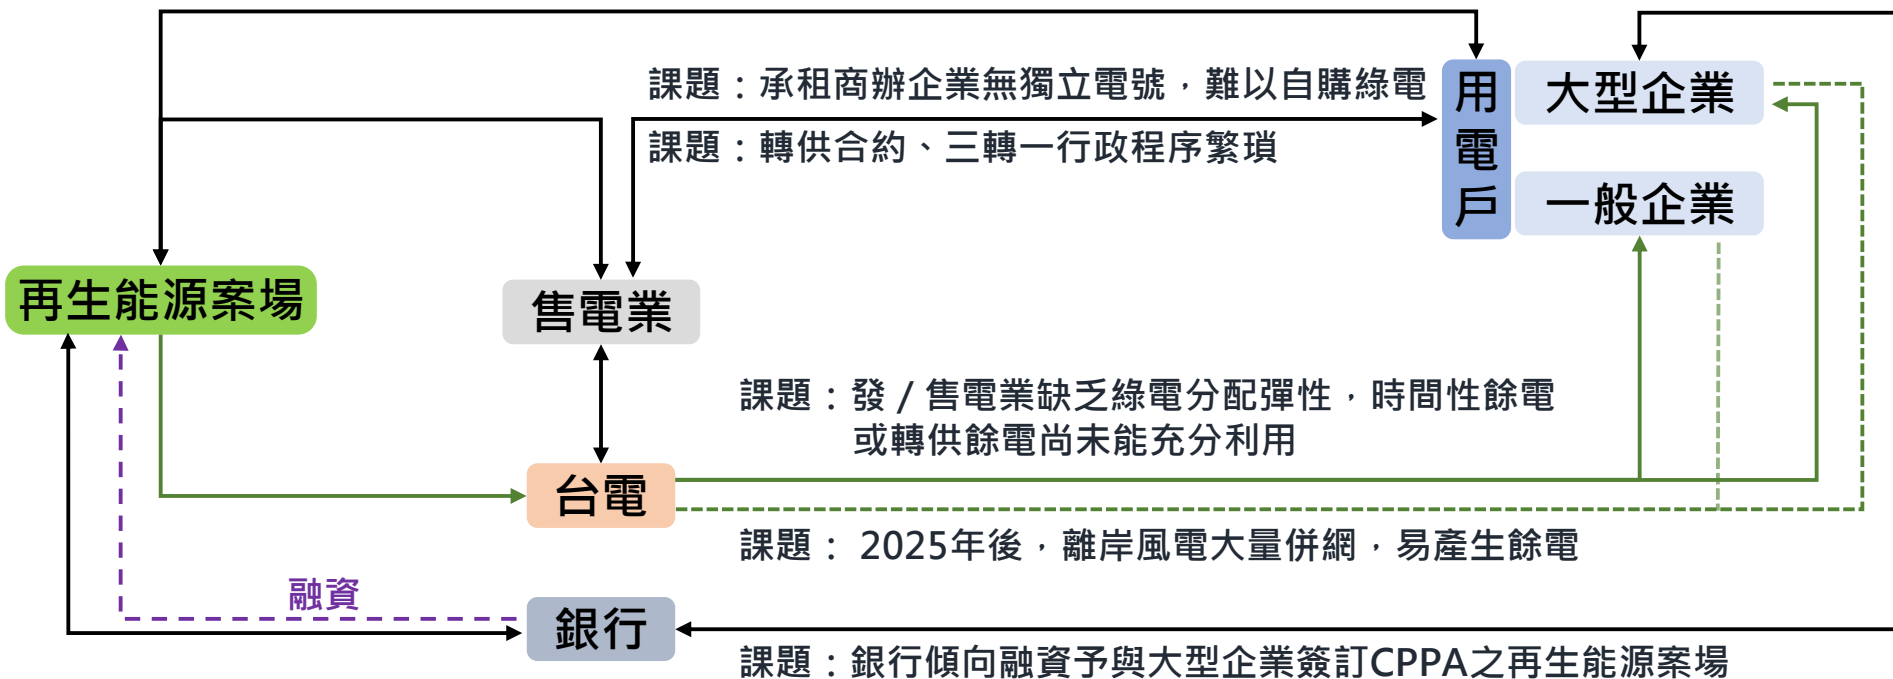 課題：承租商辦企業無獨立電號，難以自購綠電
課題：轉供合約、三轉一行政程序繁瑣
用電戶
大型企業
一般企業
再生能源案場
售電業
課題：發 / 售電業缺乏綠電分配彈性，時間性餘電
或轉供餘電尚未能充分利用
台電
課題： 2025年後，離岸風電大量併網，易產生餘電
融資
銀行
課題：銀行傾向融資予與大型企業簽訂CPPA之再生能源案場